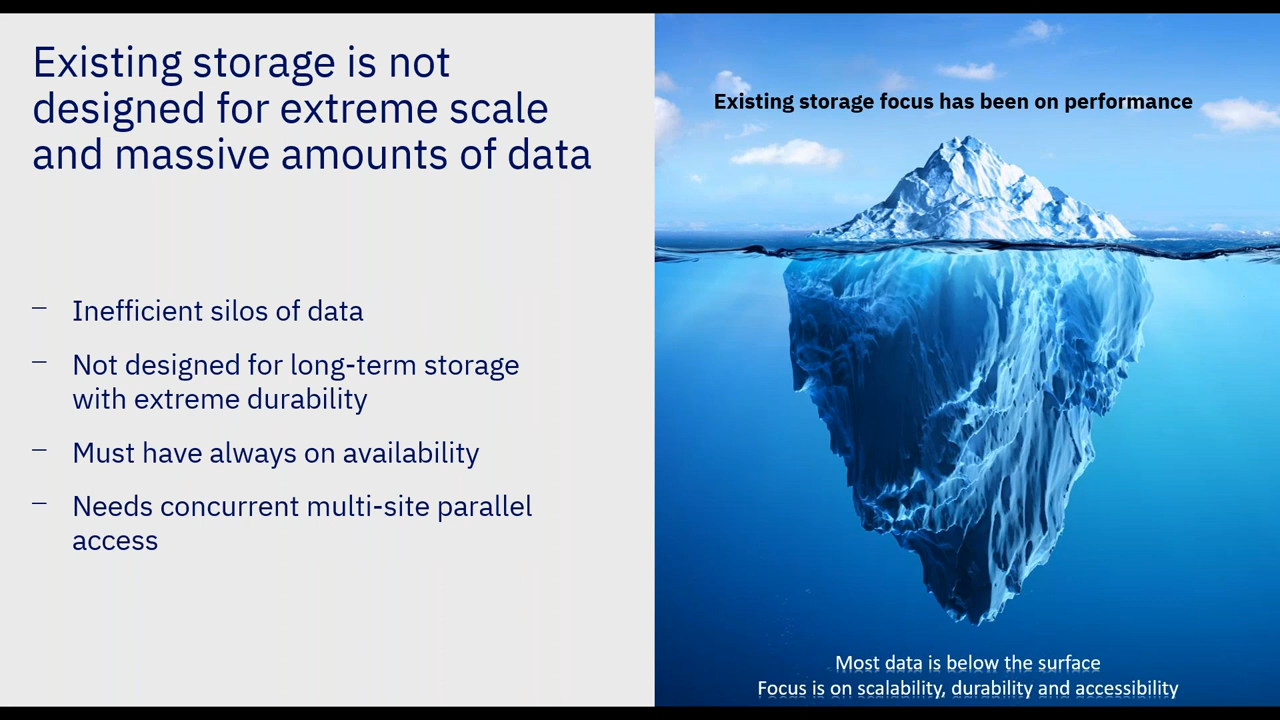 Existing storage is not
designed for extreme scale
and massive amounts of data
– Inefficient silos of data
– Not designed for long-term storage
with extreme durability
– Must have always on availability
– Needs concurrent multi-site parallel
access
Existing storage focus has been on performance
Most data is below the surface
Focus is on scalability, durability and accessibility